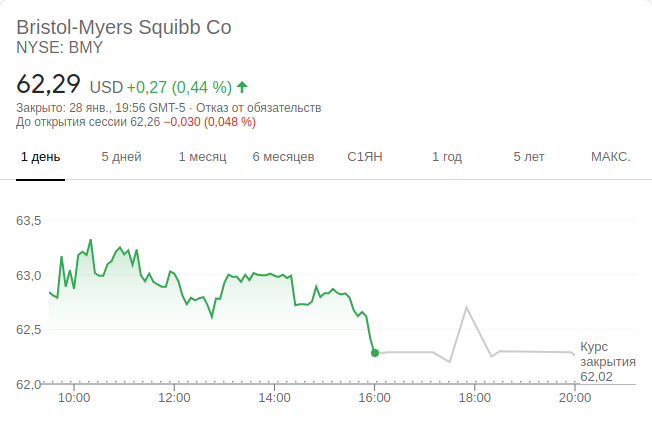 Bristol-Myers Squibb Co
NYSE: BMY
62,29 USD +0,27 (0,44 %)
Закрыто: 28 янв., 19:56 GMT-5 · Отказ от обязательств
До открытия сессии 62,26 −0,030 (0,048 %)
1 день 5 дней 1 месяц 6 месяцев С1ЯН 1 год 5 лет МАКС.
63,5
63,0
62,5
Курс
закрытия
62,02
62,0
10:00 12:00 14:00 16:00 18:00 20:00